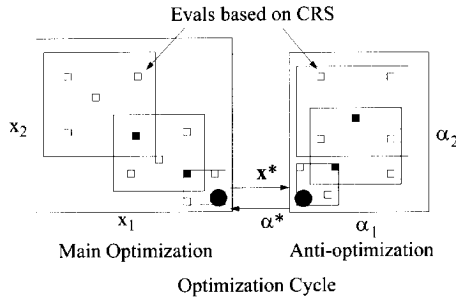 Evals based on CRS
x2
α2
x*
α*
x1
α1
Main Optimization
Anti-optimization
Optimization Cycle